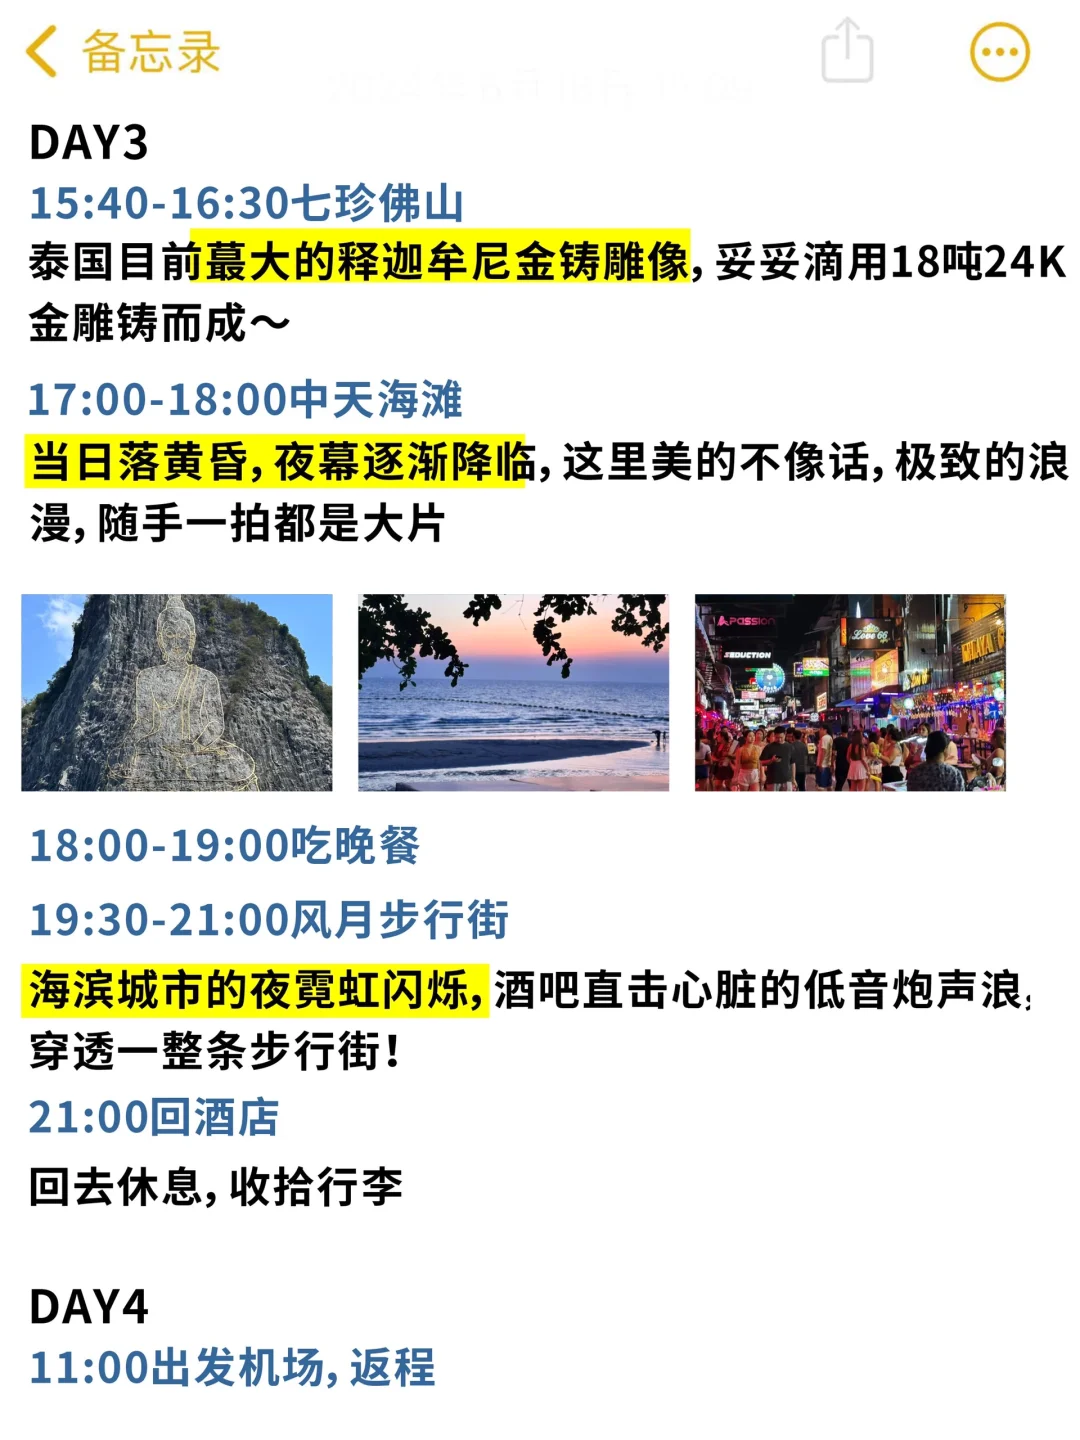 备忘录
DAY3
15:40-16:30七珍佛山
泰国目前蕞大的释迦牟尼金铸雕像，妥妥滴用18吨24K
金雕铸而成～
17:00-18:00中天海滩
当日落黄昏，夜幕逐渐降临，这里美的不像话，极致的浪
漫，随手一拍都是大片
PASSION
SEDUCTION
Love 66
18:00-19:00吃晚餐
19:30-21:00风月步行街
海滨城市的夜霓虹闪烁，酒吧直击心脏的低音炮声浪，
穿透一整条步行街！
21:00回酒店
回去休息，收拾行李
DAY4
11:00出发机场，返程